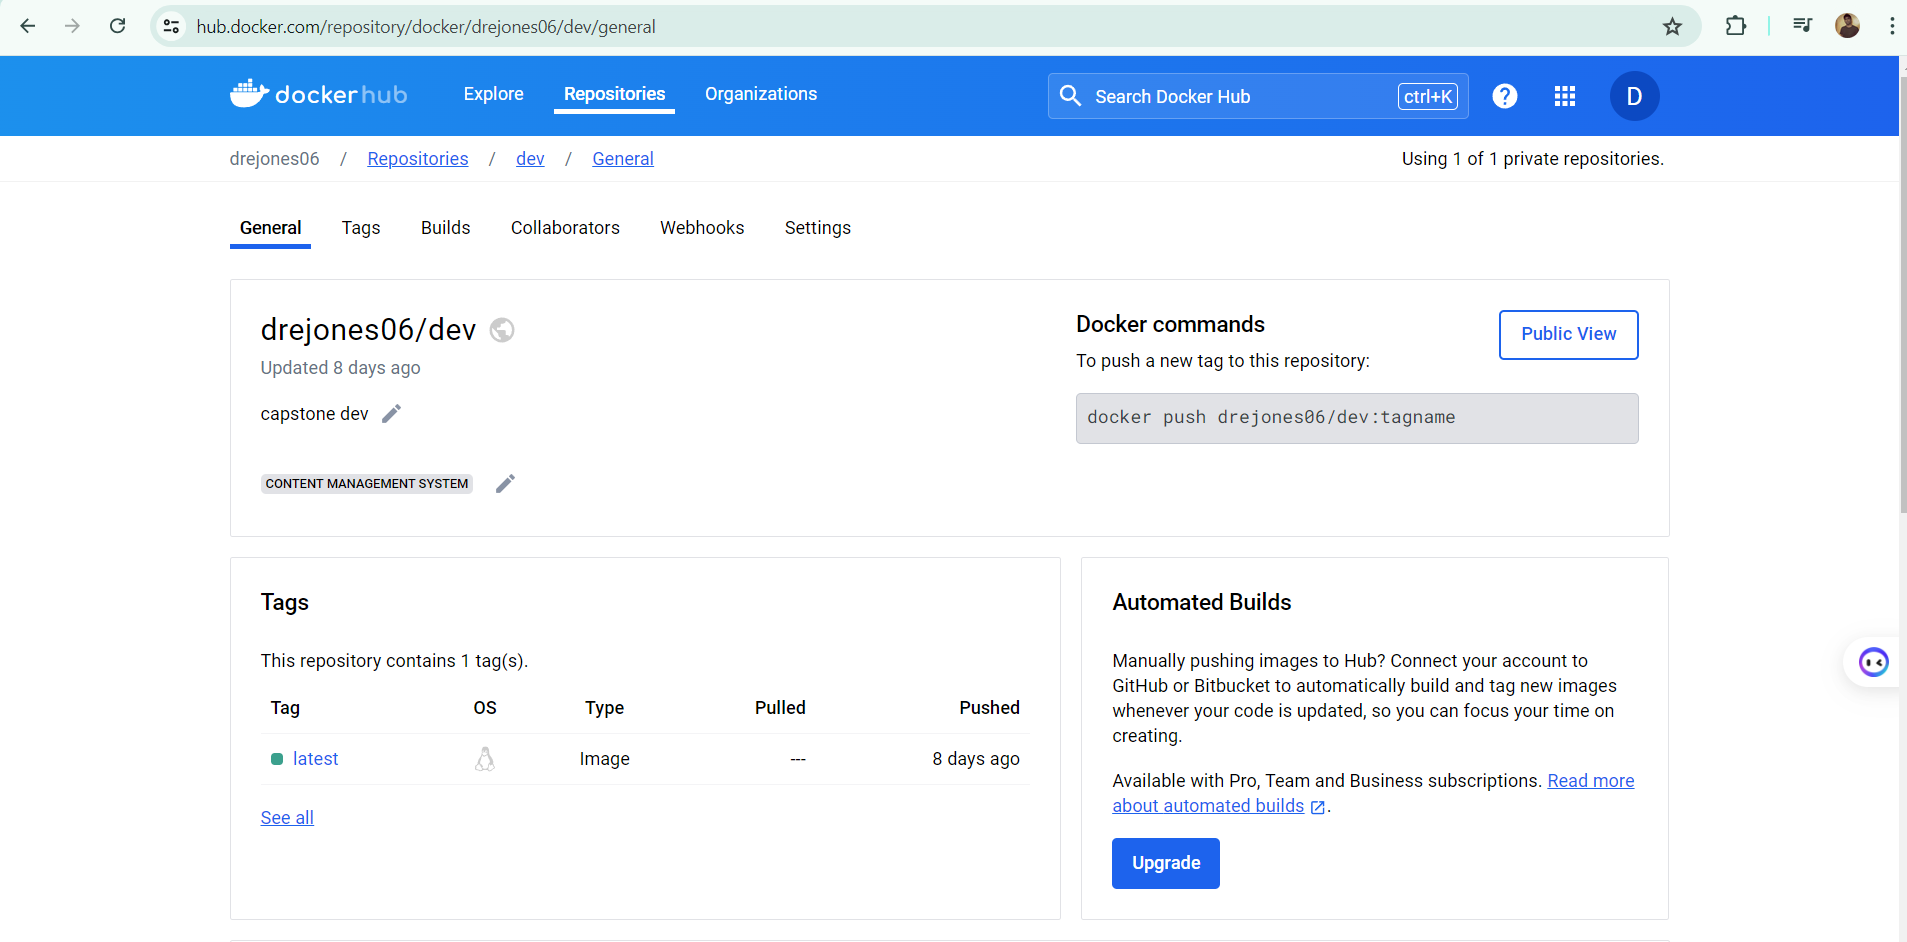 hub.docker.com/repository/docker/drejones06/dev/general
dockerhub Explore Repositories Organizations Search Docker Hub ctrl+K ? D
drejones06 / Repositories / dev / General Using 1 of 1 private repositories.
General Tags Builds Collaborators Webhooks Settings
drejones06/dev
Updated 8 days ago
capstone dev
CONTENT MANAGEMENT SYSTEM
Docker commands
Public View
To push a new tag to this repository:
docker push drejones06/dev:tagname
Tags
This repository contains 1 tag(s).
Tag OS Type Pulled Pushed
latest Image --- 8 days ago
See all
Automated Builds
Manually pushing images to Hub? Connect your account to
GitHub or Bitbucket to automatically build and tag new images
whenever your code is updated, so you can focus your time on
creating.
Available with Pro, Team and Business subscriptions. Read more
about automated builds .
Upgrade